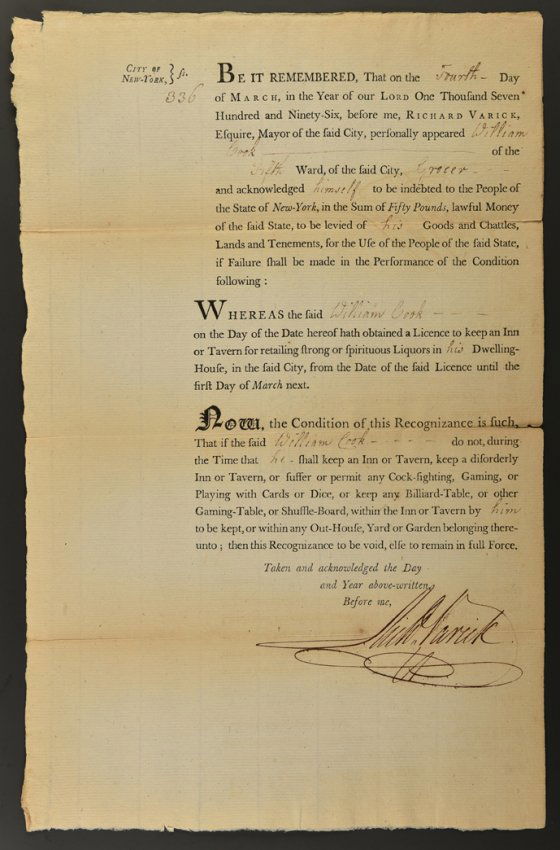 CITY OF
NEW-YORK, } ſs.
336
BE IT REMEMBERED, That on the Fourth - Day
of MARCH, in the Year of our LORD One Thouſand Seven
Hundred and Ninety-Six, before me, RICHARD VARICK,
Eſquire, Mayor of the ſaid City, perſonally appeared William
Cook of the
Ward, of the ſaid City, Grocer - -
and acknowledged himself to be indebted to the People of
the State of New-York, in the Sum of Fifty Pounds, lawful Money
of the ſaid State, to be levied of his Goods and Chattles,
Lands and Tenements, for the Uſe of the People of the ſaid State,
if Failure ſhall be made in the Performance of the Condition
following :
WHEREAS the ſaid William Cook - - -
on the Day of the Date hereof hath obtained a Licence to keep an Inn
or Tavern for retailing ſtrong or ſpirituous Liquors in his Dwelling-
Houſe, in the ſaid City, from the Date of the ſaid Licence until the
firſt Day of March next.
NOW, the Condition of this Recognizance is ſuch,
That if the ſaid William Cook - - - - - do not, during
the Time that he - ſhall keep an Inn or Tavern, keep a diſorderly
Inn or Tavern, or ſuffer or permit any Cock-fighting, Gaming, or
Playing with Cards or Dice, or keep any Billiard-Table, or other
Gaming-Table, or Shuffle-Board, within the Inn or Tavern by him
to be kept, or within any Out-Houſe, Yard or Garden belonging there-
unto ; then this Recognizance to be void, elſe to remain in full Force.
Taken and acknowledged the Day
and Year above-written,
Before me,
Richd. Varick